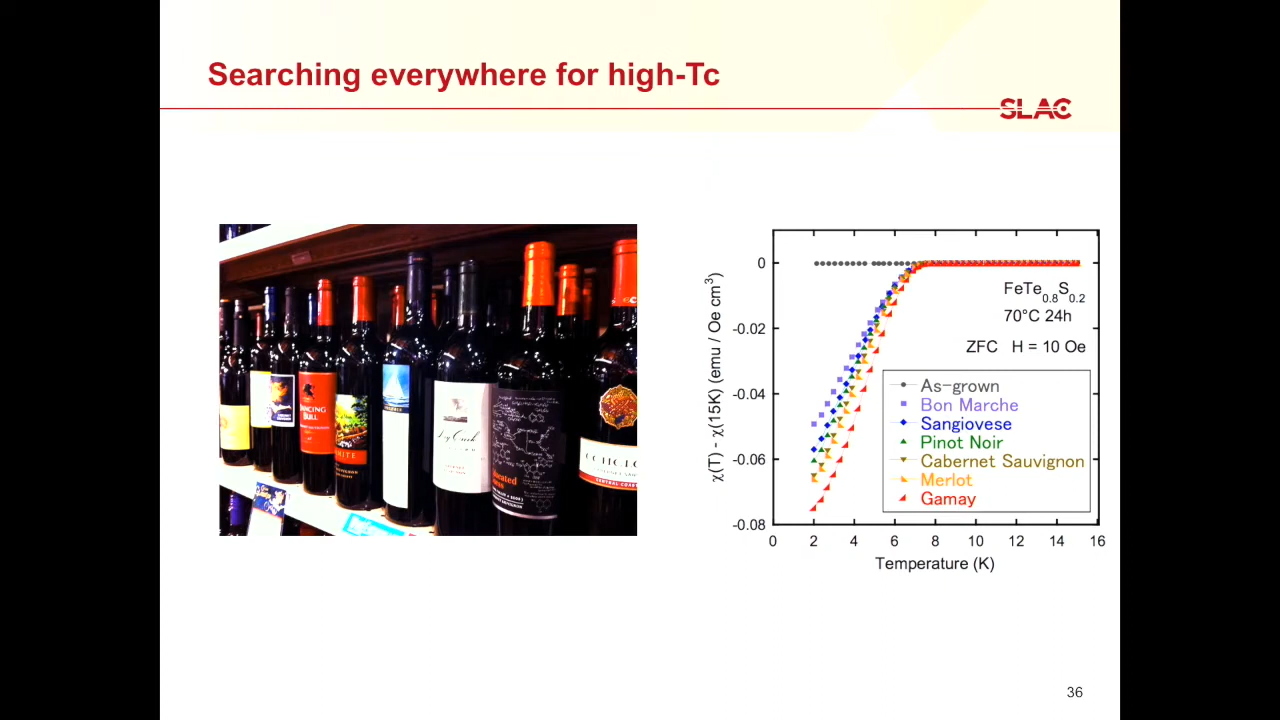 Searching everywhere for high-Tc
SLAC
DANCING
BULL
0
-0.02
-0.04
-0.06
-0.08
χ(T) - χ(15K) (emu / Oe cm³)
FeTe₀.₈S₀.₂
70°C 24h
ZFC H = 10 Oe
As-grown
Bon Marche
Sangiovese
Pinot Noir
Cabernet Sauvignon
Merlot
Gamay
0 2 4 6 8 10 12 14 16
Temperature (K)
36